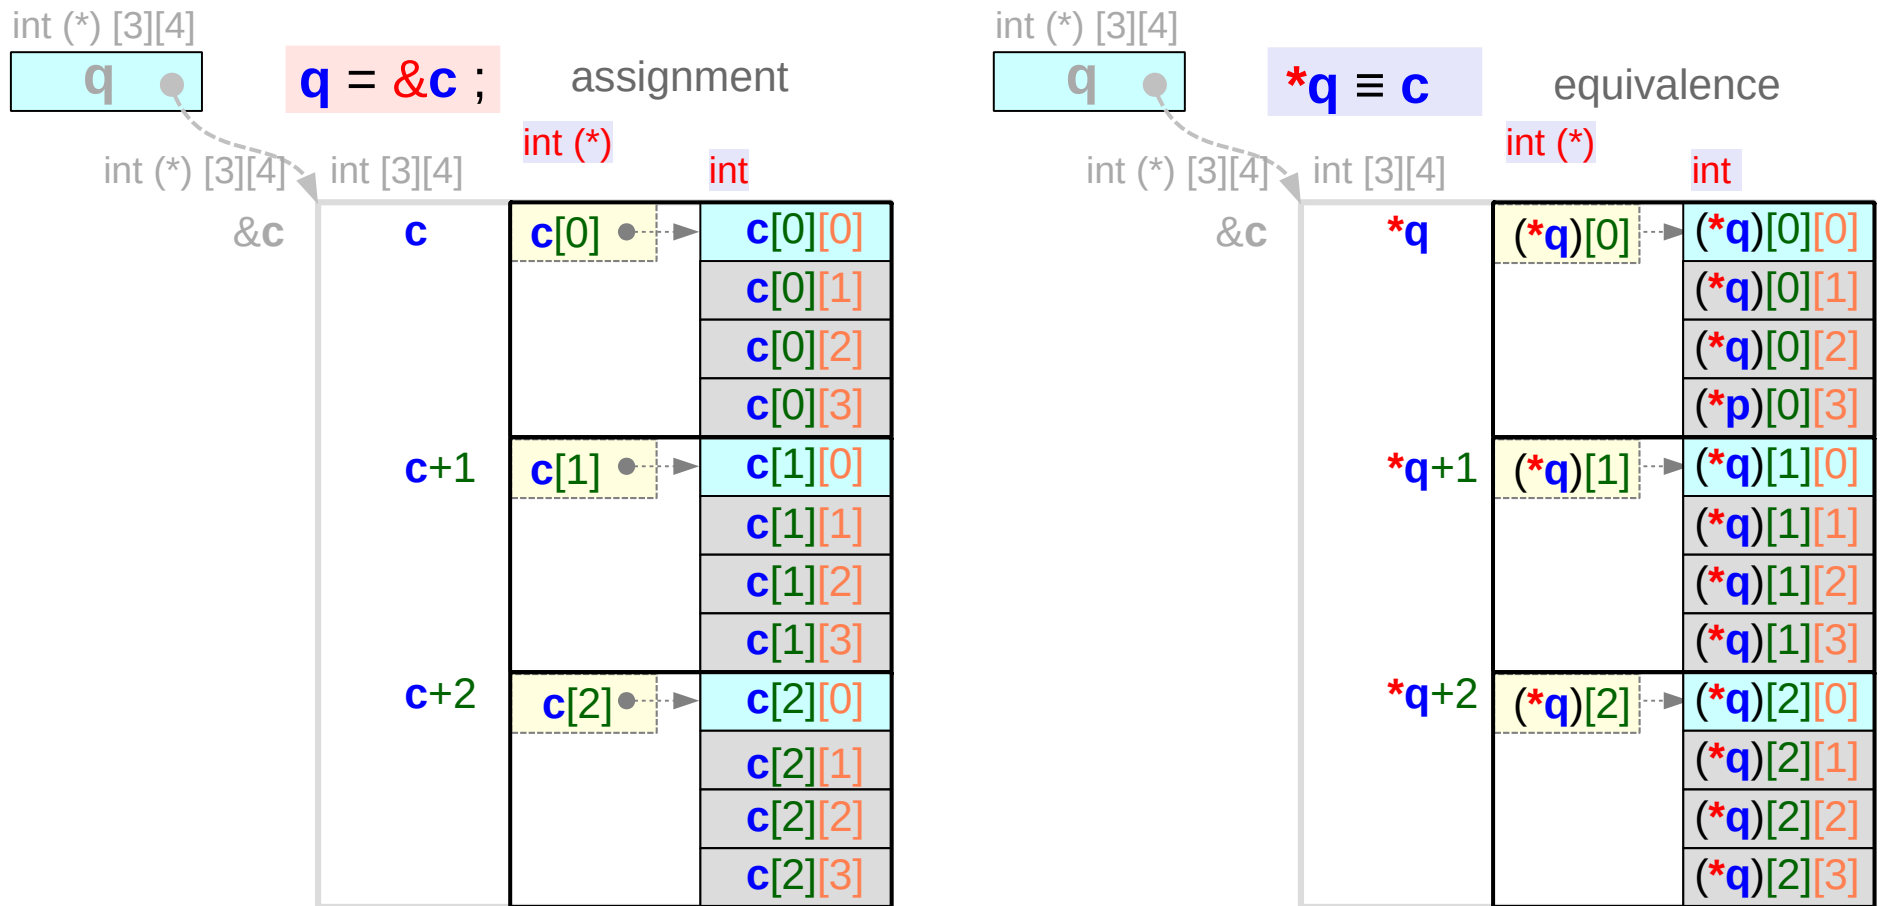 int (*) [3][4]
q
q = &c ;
assignment
int (*)
int (*) [3][4]
int [3][4]
int
&c
c
c[0]
c[0][0]
c[0][1]
c[0][2]
c[0][3]
c+1
c[1]
c[1][0]
c[1][1]
c[1][2]
c[1][3]
c+2
c[2]
c[2][0]
c[2][1]
c[2][2]
c[2][3]
int (*) [3][4]
q
*q ≡ c
equivalence
int (*)
int (*) [3][4]
int [3][4]
int
&c
*q
(*q)[0]
(*q)[0][0]
(*q)[0][1]
(*q)[0][2]
(*p)[0][3]
*q+1
(*q)[1]
(*q)[1][0]
(*q)[1][1]
(*q)[1][2]
(*q)[1][3]
*q+2
(*q)[2]
(*q)[2][0]
(*q)[2][1]
(*q)[2][2]
(*q)[2][3]